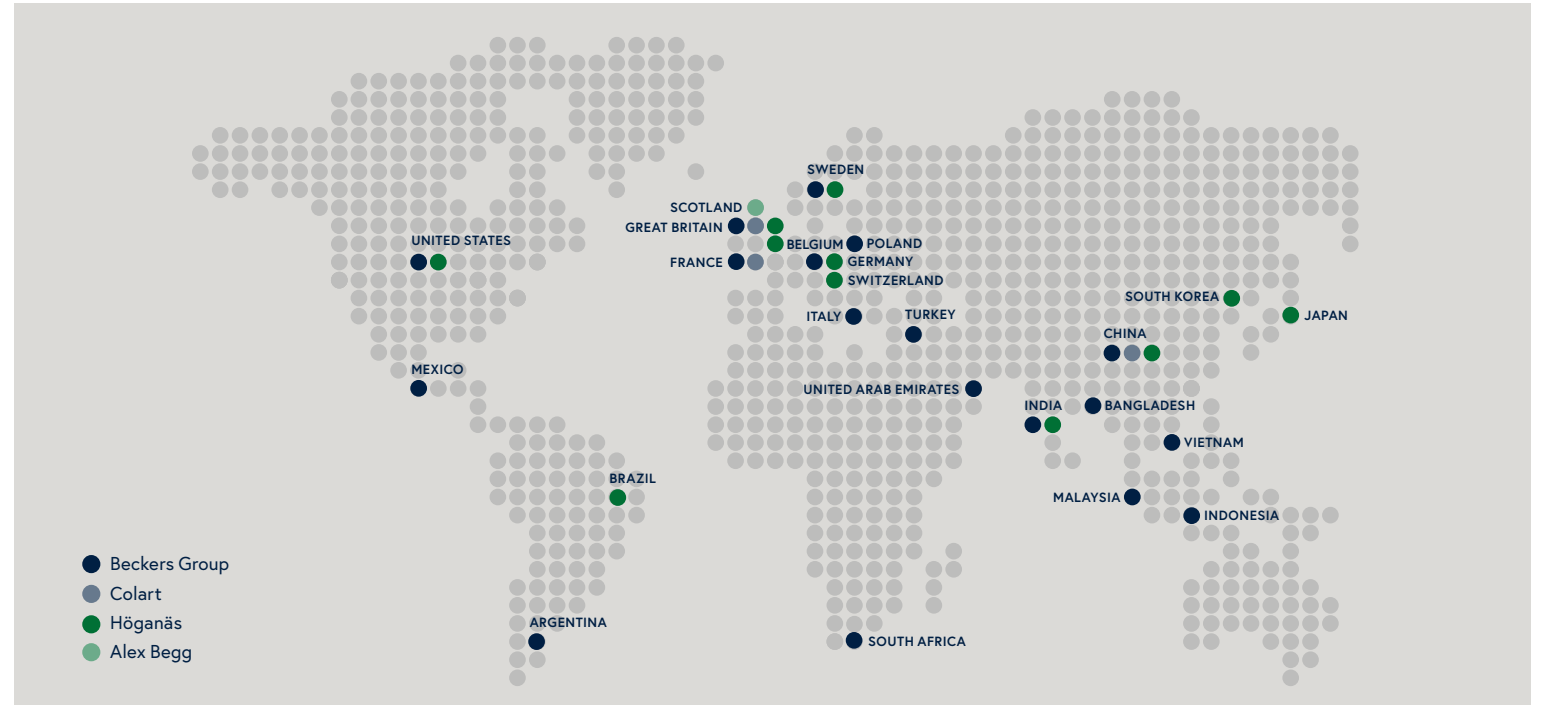 SWEDEN
SCOTLAND
GREAT BRITAIN
UNITED STATES
BELGIUM
POLAND
FRANCE
GERMANY
SWITZERLAND
SOUTH KOREA
ITALY
TURKEY
JAPAN
CHINA
MEXICO
UNITED ARAB EMIRATES
INDIA
BANGLADESH
VIETNAM
BRAZIL
MALAYSIA
INDONESIA
ARGENTINA
SOUTH AFRICA
Beckers Group
Colart
Höganäs
Alex Begg